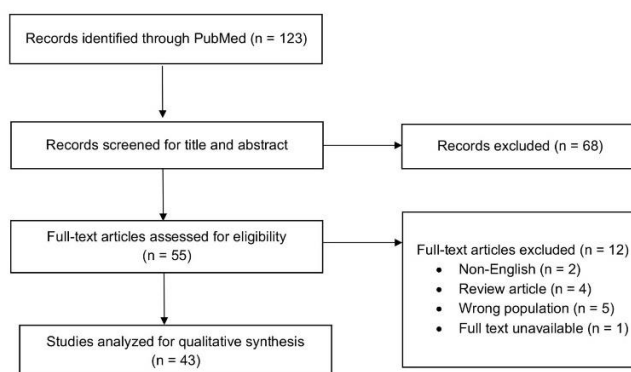 Records identified through PubMed (n = 123)
Records screened for title and abstract
Records excluded (n = 68)
Full-text articles assessed for eligibility
(n = 55)
Full-text articles excluded (n = 12)
• Non-English (n = 2)
• Review article (n = 4)
• Wrong population (n = 5)
• Full text unavailable (n = 1)
Studies analyzed for qualitative synthesis
(n = 43)